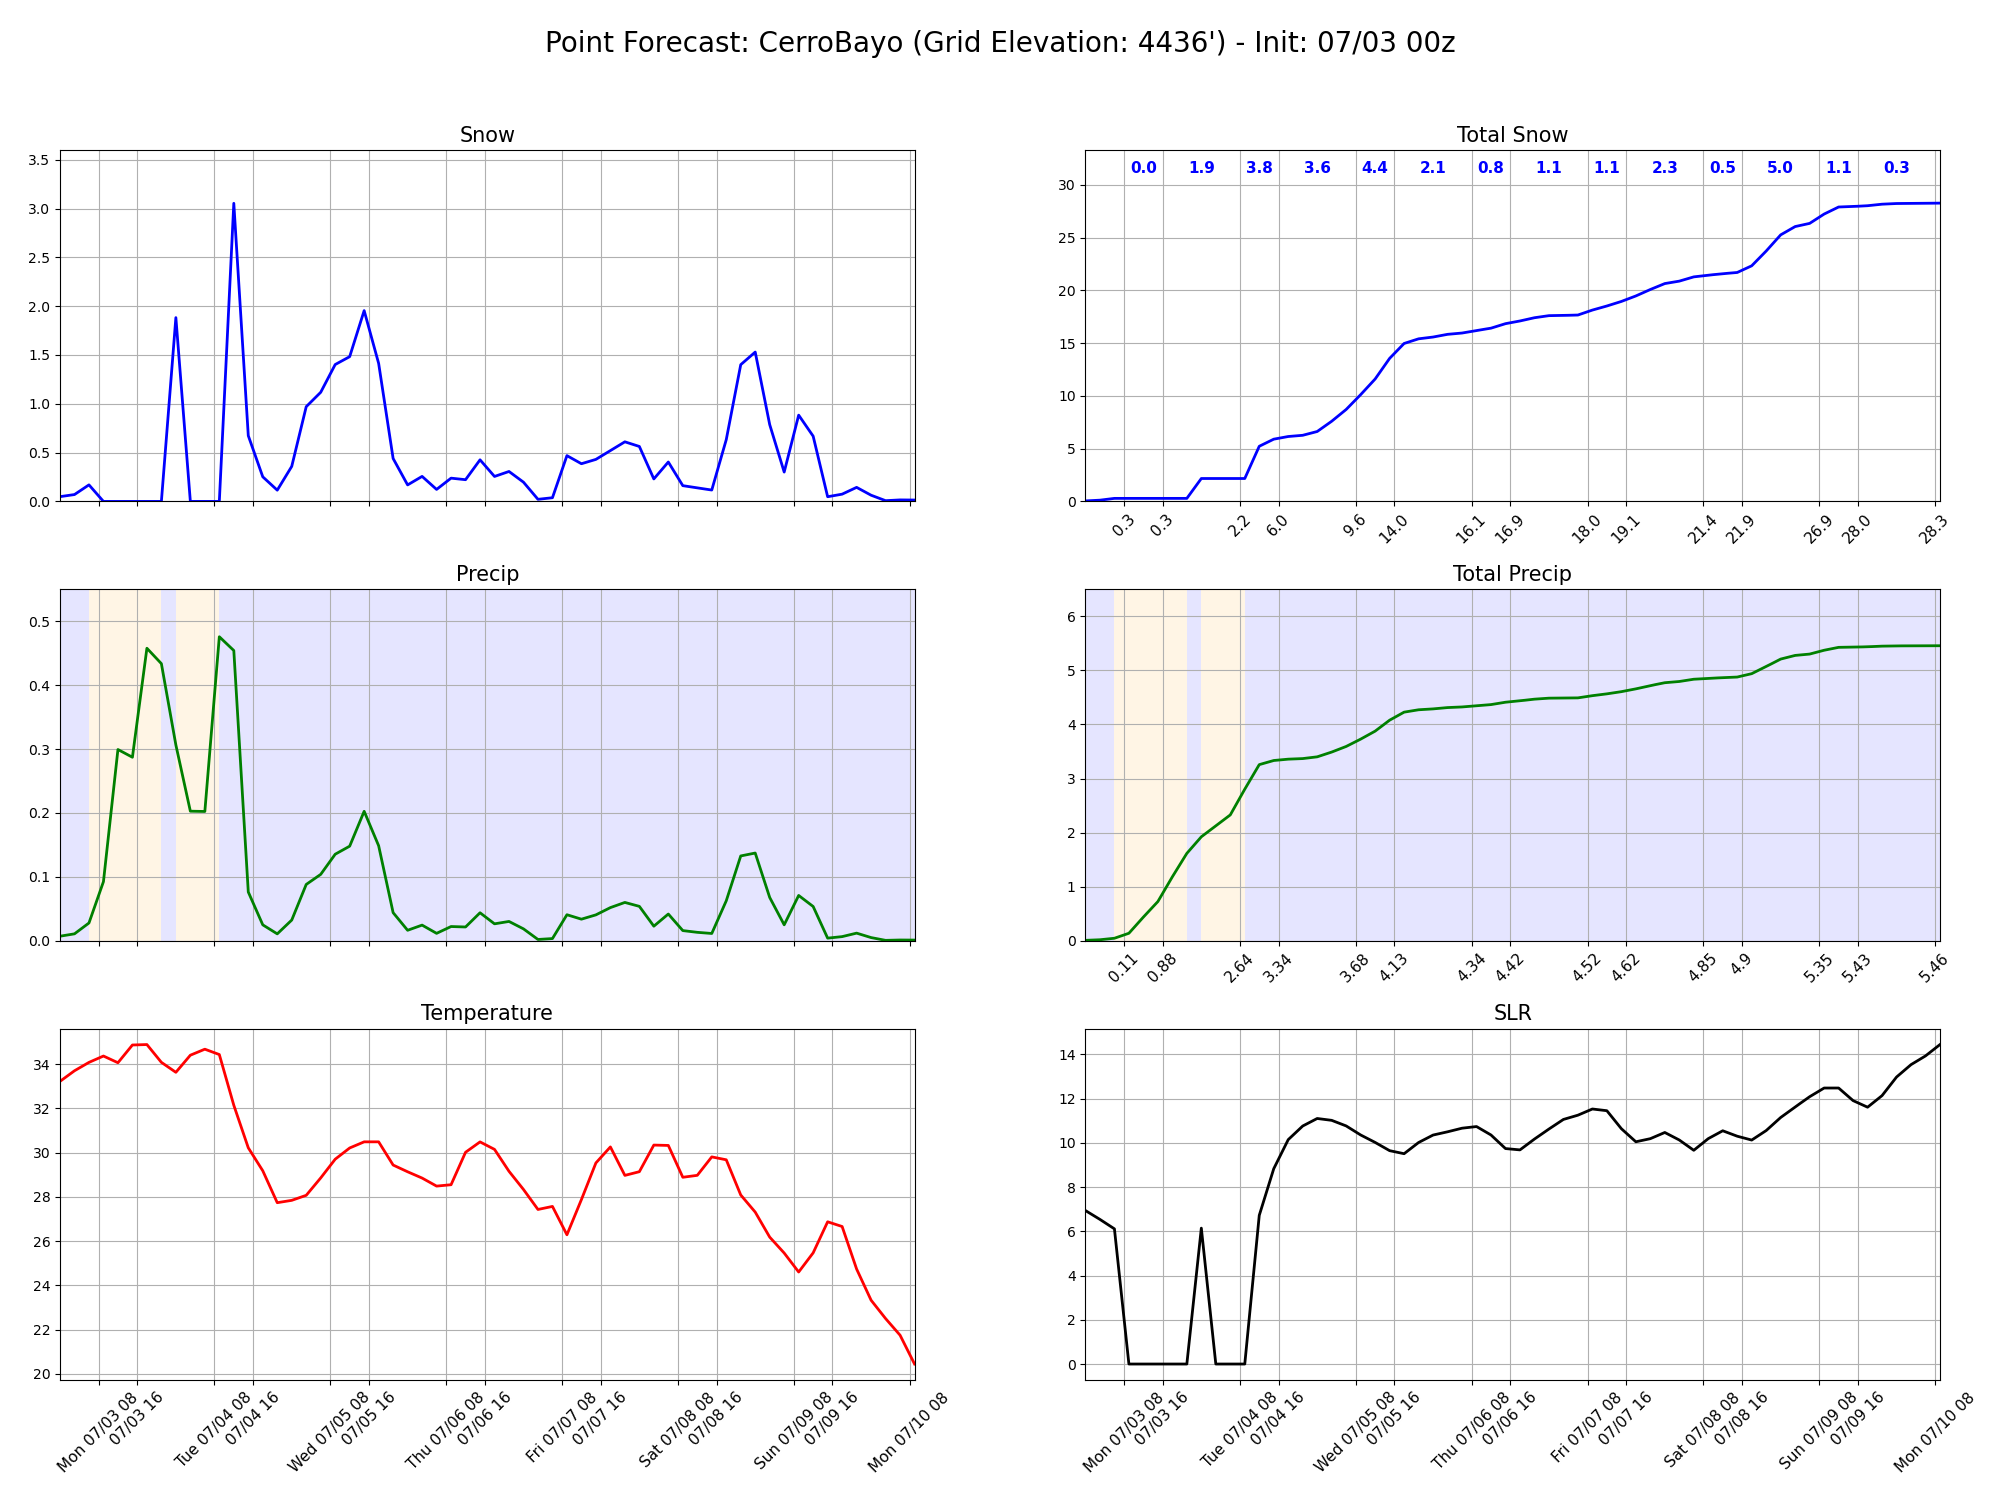 Point Forecast: CerroBayo (Grid Elevation: 4436') - Init: 07/03 00z
Snow
3.5
3.0
2.5
2.0
1.5
1.0
0.5
0.0
Total Snow
0.0 1.9 3.8 3.6 4.4 2.1 0.8 1.1 1.1 2.3 0.5 5.0 1.1 0.3
30
25
20
15
10
5
0
0.3 0.3 2.2 6.0 9.6 14.0 16.1 16.9 18.0 19.1 21.4 21.9 26.9 28.0 28.3
Precip
0.5
0.4
0.3
0.2
0.1
0.0
Total Precip
6
5
4
3
2
1
0
0.11 0.88 2.64 3.34 3.68 4.13 4.34 4.42 4.52 4.62 4.85 4.9 5.35 5.43 5.46
Temperature
34
32
30
28
26
24
22
20
Mon 07/03 08
07/03 16
Tue 07/04 08
07/04 16
Wed 07/05 08
07/05 16
Thu 07/06 08
07/06 16
Fri 07/07 08
07/07 16
Sat 07/08 08
07/08 16
Sun 07/09 08
07/09 16
Mon 07/10 08
SLR
14
12
10
8
6
4
2
0
Mon 07/03 08
07/03 16
Tue 07/04 08
07/04 16
Wed 07/05 08
07/05 16
Thu 07/06 08
07/06 16
Fri 07/07 08
07/07 16
Sat 07/08 08
07/08 16
Sun 07/09 08
07/09 16
Mon 07/10 08